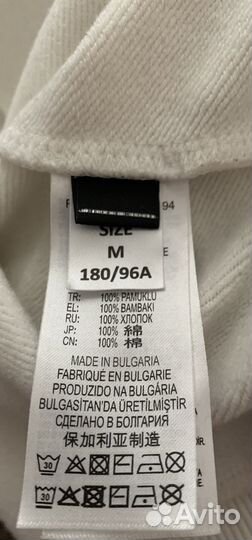 94
SIZE
M
180/96A
E
TR: 100% PAMUKLU
EL: 100% BAMBAKI
RU: 100% ХЛОПОК
JP: 100% 綿
CN: 100% 棉
MADE IN BULGARIA
FABRIQUÉ EN BULGARIE
PRODUZIDO NA BULGÁRIA
BULGASİTAN'DA ÜRETİLMİŞTİR
СДЕЛАНО В БОЛГАРИИ
保加利亚制造
30
30
Avito